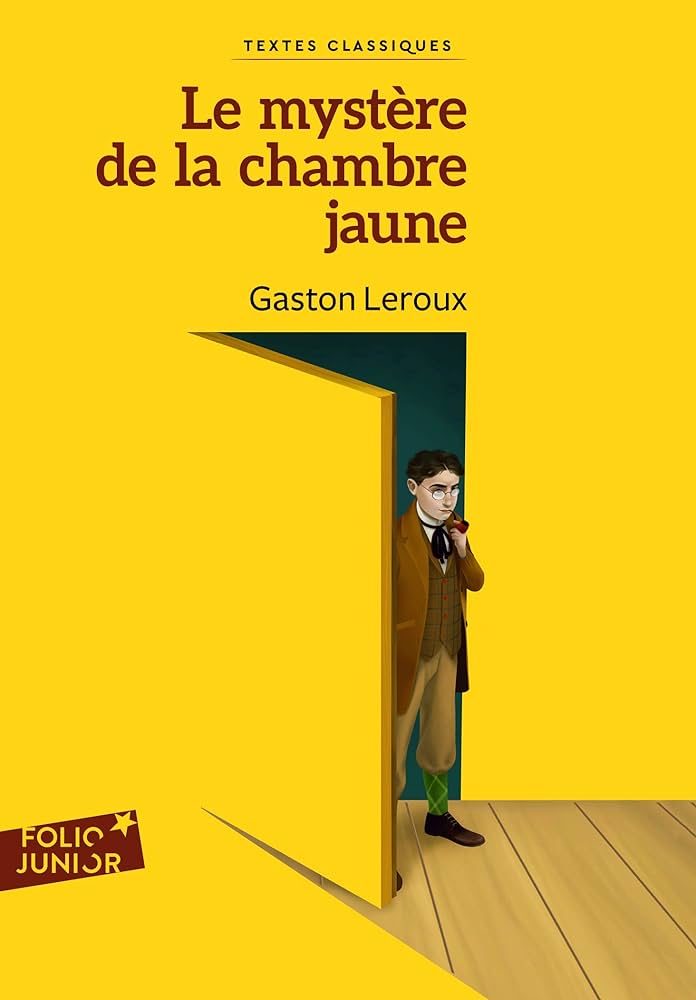 TEXTES CLASSIQUES
Le mystère
de la chambre
jaune
Gaston Leroux
FOLIO
JUNIOR